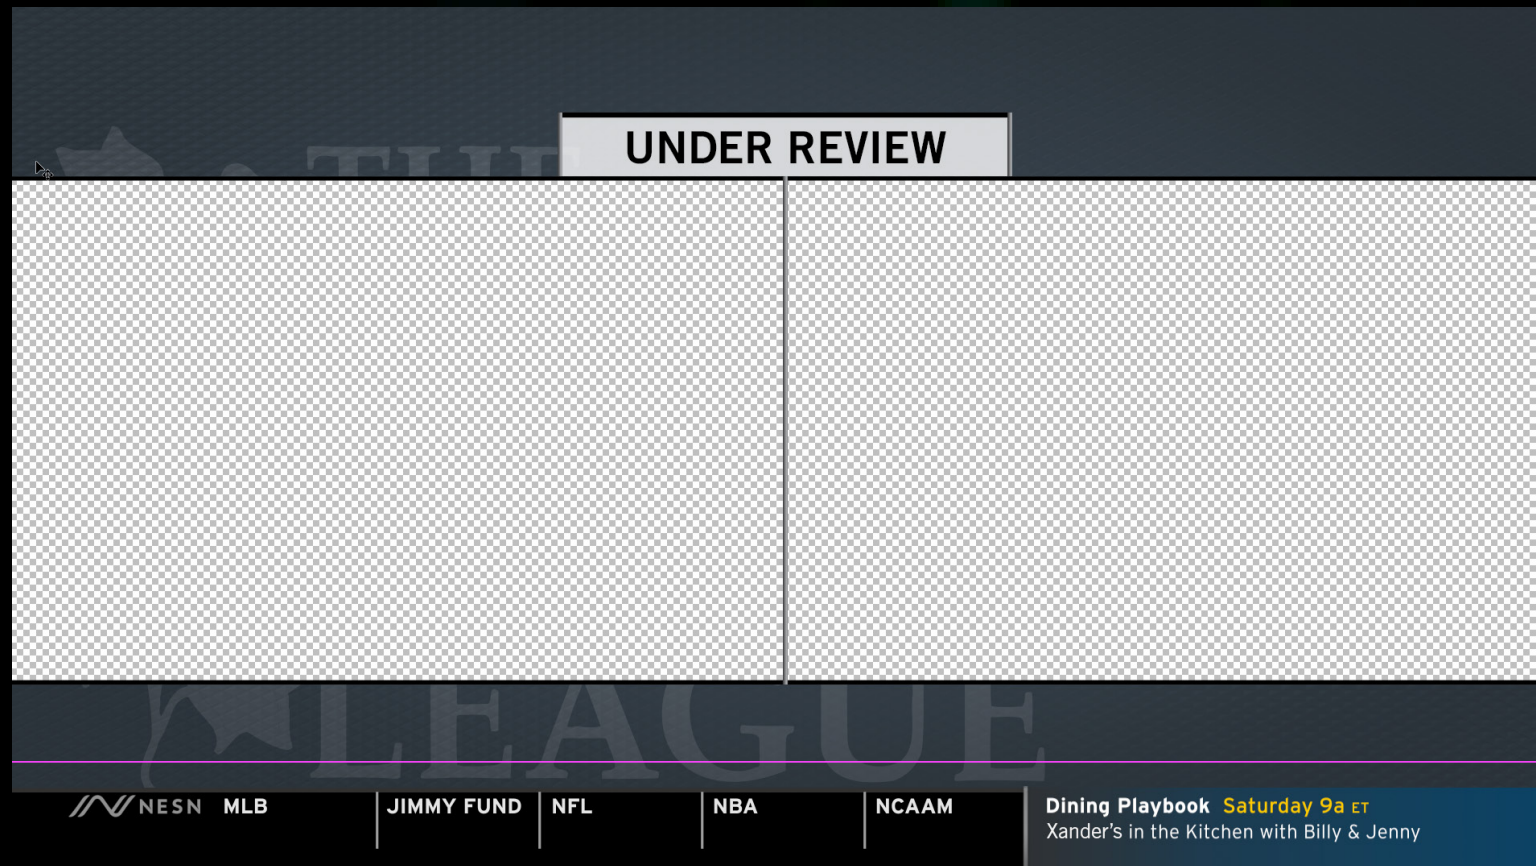 UNDER REVIEW
THE
LEAGUE
NESN MLB JIMMY FUND NFL NBA NCAAM
Dining Playbook Saturday 9a ET
Xander's in the Kitchen with Billy & Jenny